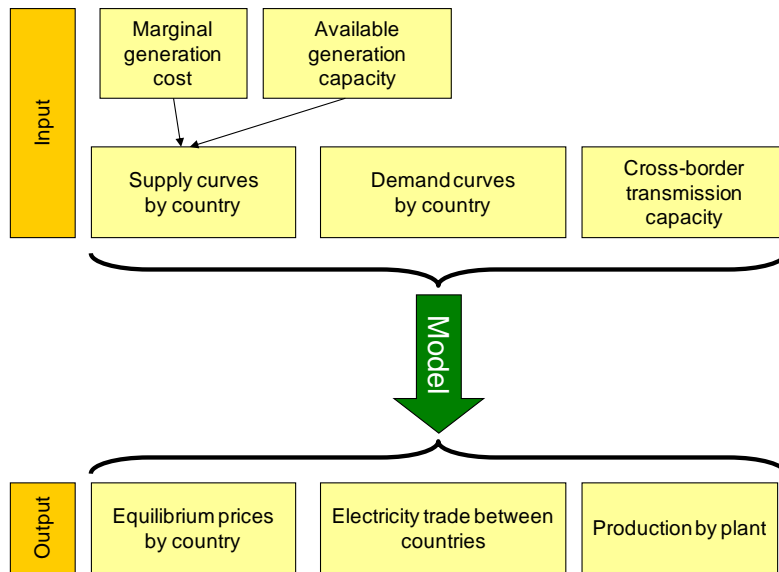 Input
Marginal
generation
cost
Available
generation
capacity
Supply curves
by country
Demand curves
by country
Cross-border
transmission
capacity
Model
Output
Equilibrium prices
by country
Electricity trade between
countries
Production by plant